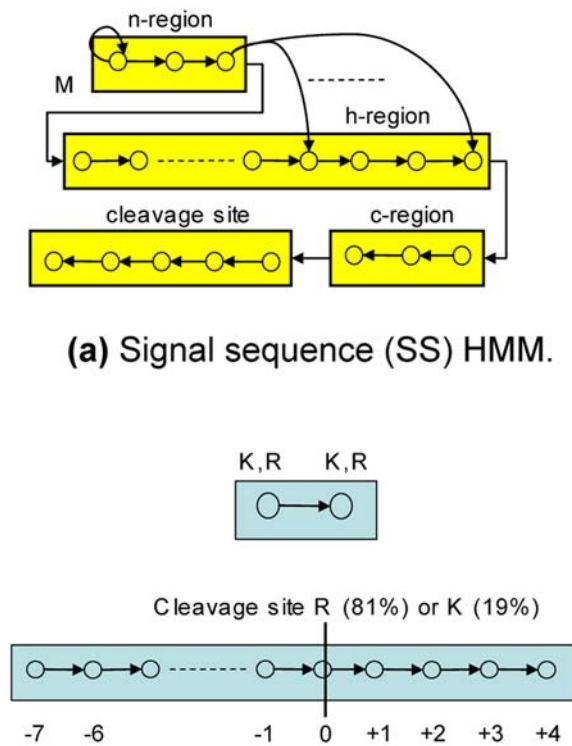 n-region
M
h-region
cleavage site
c-region
(a) Signal sequence (SS) HMM.
K,R K,R
Cleavage site R (81%) or K (19%)
-7 -6 -1 0 +1 +2 +3 +4